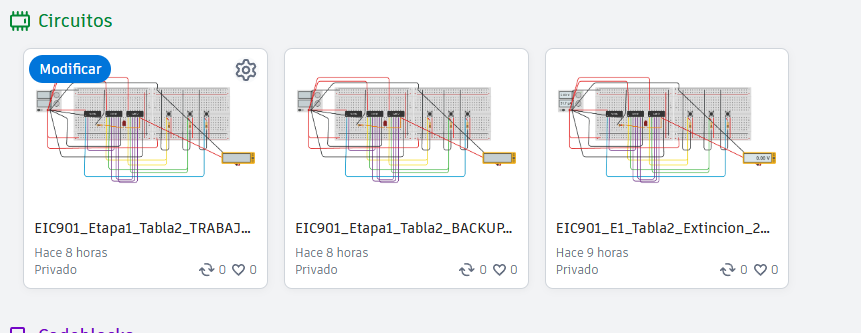 Circuitos
Modificar
EIC901_Etapa1_Tabla2_TRABAJ...
Hace 8 horas
Privado
0 0
EIC901_Etapa1_Tabla2_BACKUP...
Hace 8 horas
Privado
0 0
0.00 V
EIC901_E1_Tabla2_Extincion_2...
Hace 9 horas
Privado
0 0